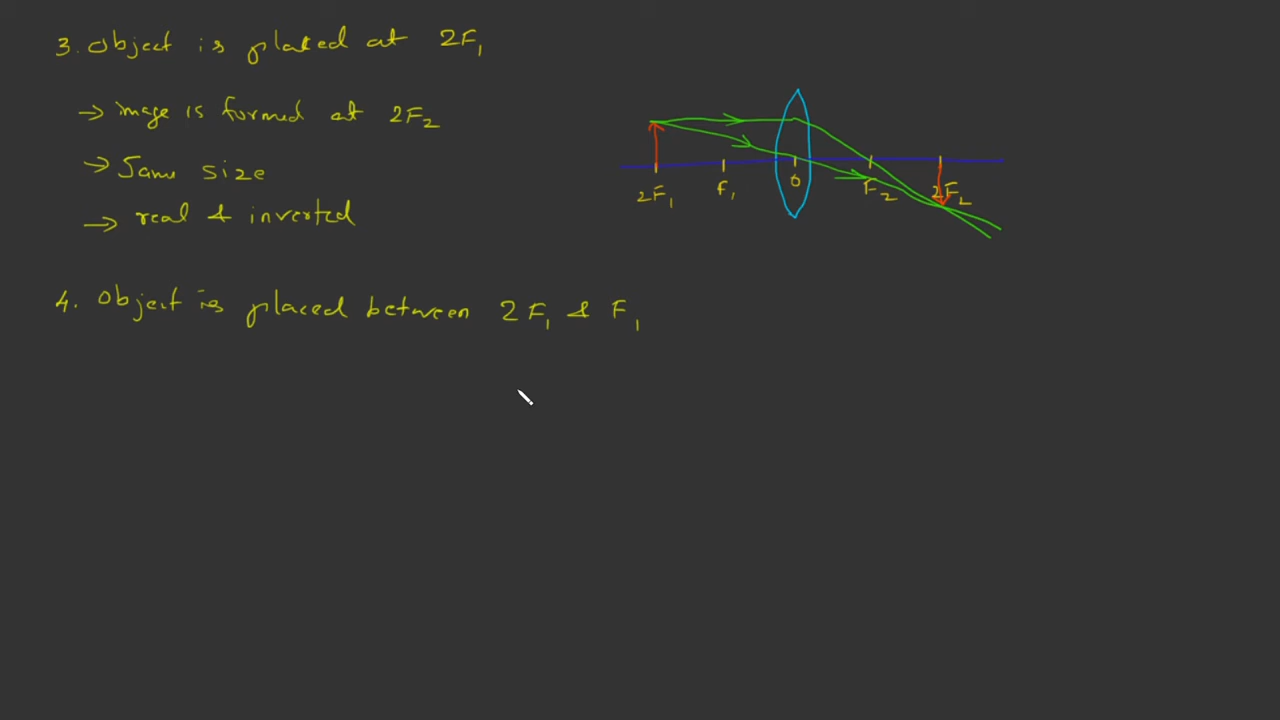 3. Object is placed at 2F₁
→ image is formed at 2F₂
→ Same size
→ real & inverted
2F₁ F₁ O F₂ 2F₂
4. Object is placed between 2F₁ & F₁